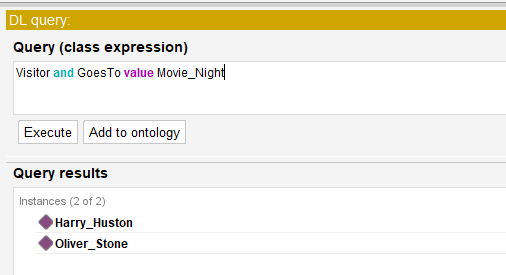 DL query:
Query (class expression)
Visitor and GoesTo value Movie_Night
Execute Add to ontology
Query results
Instances (2 of 2)
Harry_Huston
Oliver_Stone